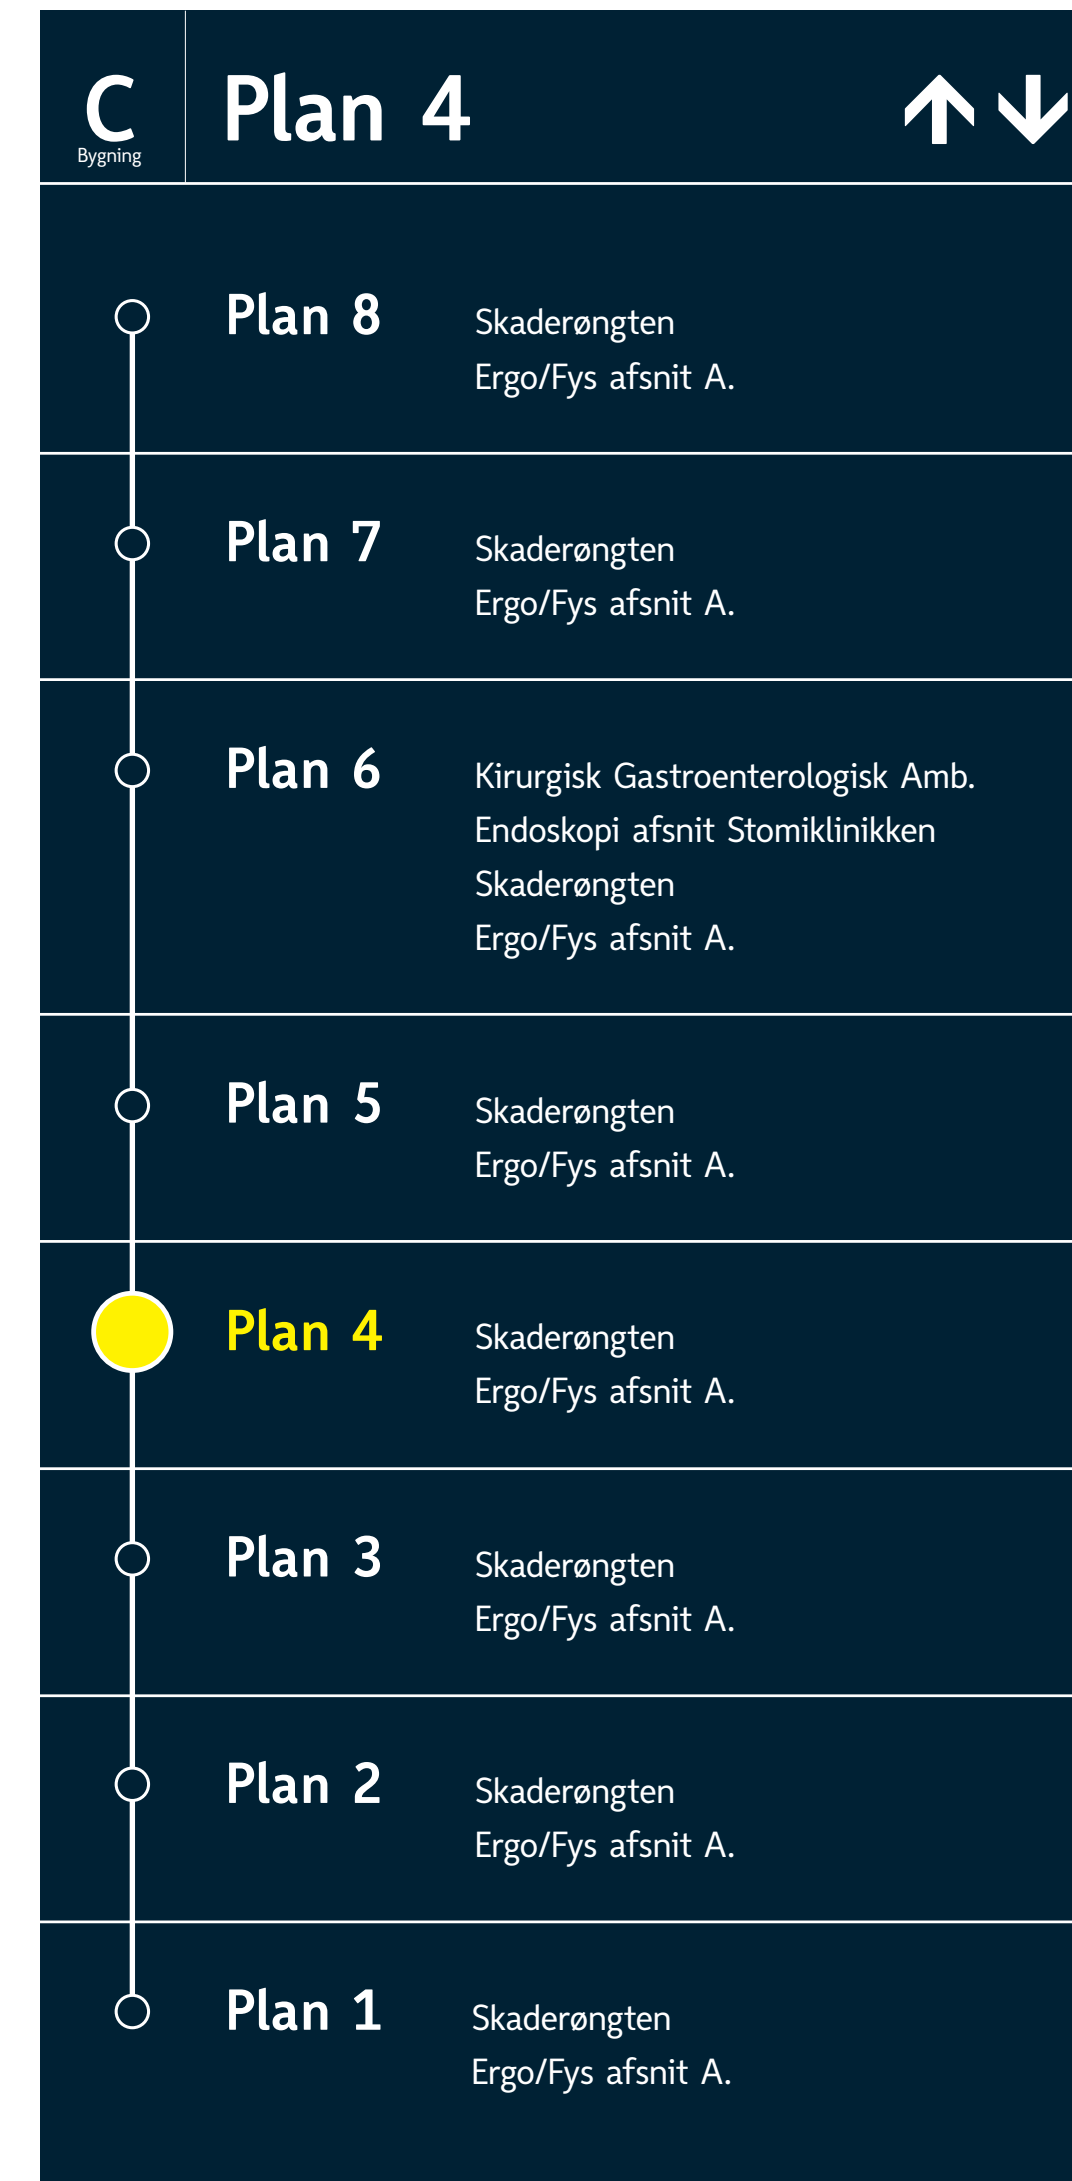 C
Bygning
Plan 4
Plan 8
Skaderøngten
Ergo/Fys afsnit A.
Plan 7
Skaderøngten
Ergo/Fys afsnit A.
Plan 6
Kirurgisk Gastroenterologisk Amb.
Endoskopi afsnit Stomiklinikken
Skaderøngten
Ergo/Fys afsnit A.
Plan 5
Skaderøngten
Ergo/Fys afsnit A.
Plan 4
Skaderøngten
Ergo/Fys afsnit A.
Plan 3
Skaderøngten
Ergo/Fys afsnit A.
Plan 2
Skaderøngten
Ergo/Fys afsnit A.
Plan 1
Skaderøngten
Ergo/Fys afsnit A.